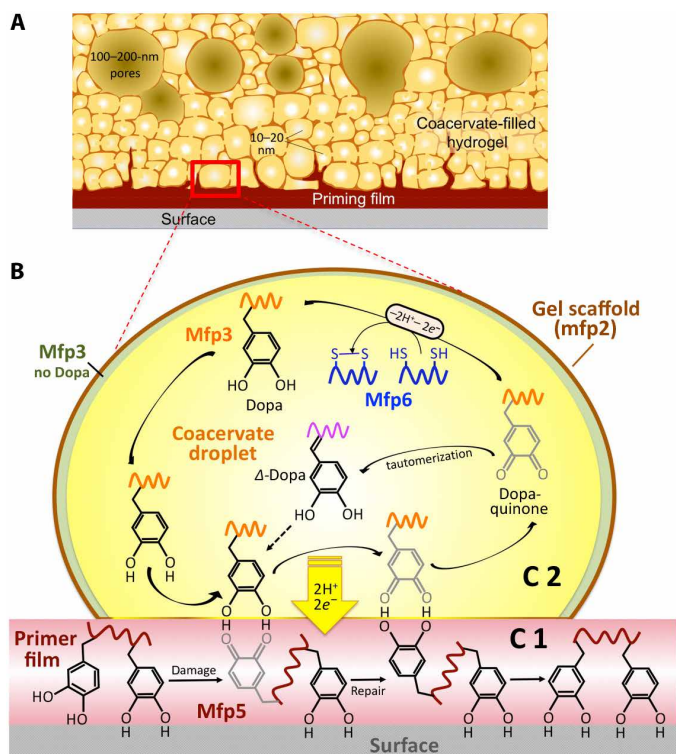 A
100–200-nm
pores
10–20
nm
Coacervate-filled
hydrogel
Priming film
Surface
B
Mfp3
no Dopa
Gel scaffold
(mfp2)
Mfp3
–2H⁺– 2e⁻
S S
HS SH
Mfp6
HO OH
Dopa
Coacervate
droplet
Δ-Dopa
tautomerization
HO OH
O O
Dopa-
quinone
O O
H H
O O
H H
2H⁺
2e⁻
O O
H H
C 2
Primer
film
HO
HO
O O
H H
Damage
O O
Mfp5
O O
H H
Repair
O O
H H
C 1
O O O O
H H H H
Surface